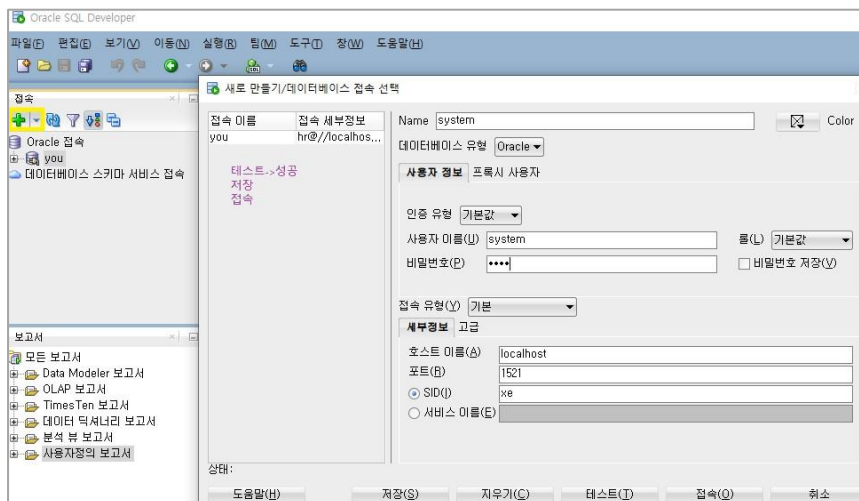 Oracle SQL Developer
파일(F) 편집(E) 보기(V) 이동(N) 실행(R) 팀(M) 도구(T) 장(W) 도움말(H)
접속
Oracle 접속
you
데이터베이스 스키마 서비스 접속
보고서
모든 보고서
Data Modeler 보고서
OLAP 보고서
TimesTen 보고서
데이터 딕셔너리 보고서
분석 뷰 보고서
사용자정의 보고서
새로 만들기/데이터베이스 접속 선택
접속 이름 접속 세부정보
you hr@//localhos...
테스트->성공
저장
접속
Name system Color
데이터베이스 유형 Oracle
사용자 정보 프록시 사용자
인증 유형 기본값
사용자 이름(U) system 롤(L) 기본값
비밀번호(P) •••• 비밀번호 저장(V)
접속 유형(Y) 기본
세부정보 고급
호스트 이름(A) localhost
포트(R) 1521
SID(I) xe
서비스 이름(E)
상태:
도움말(H) 저장(S) 지우기(C) 테스트(T) 접속(O) 취소